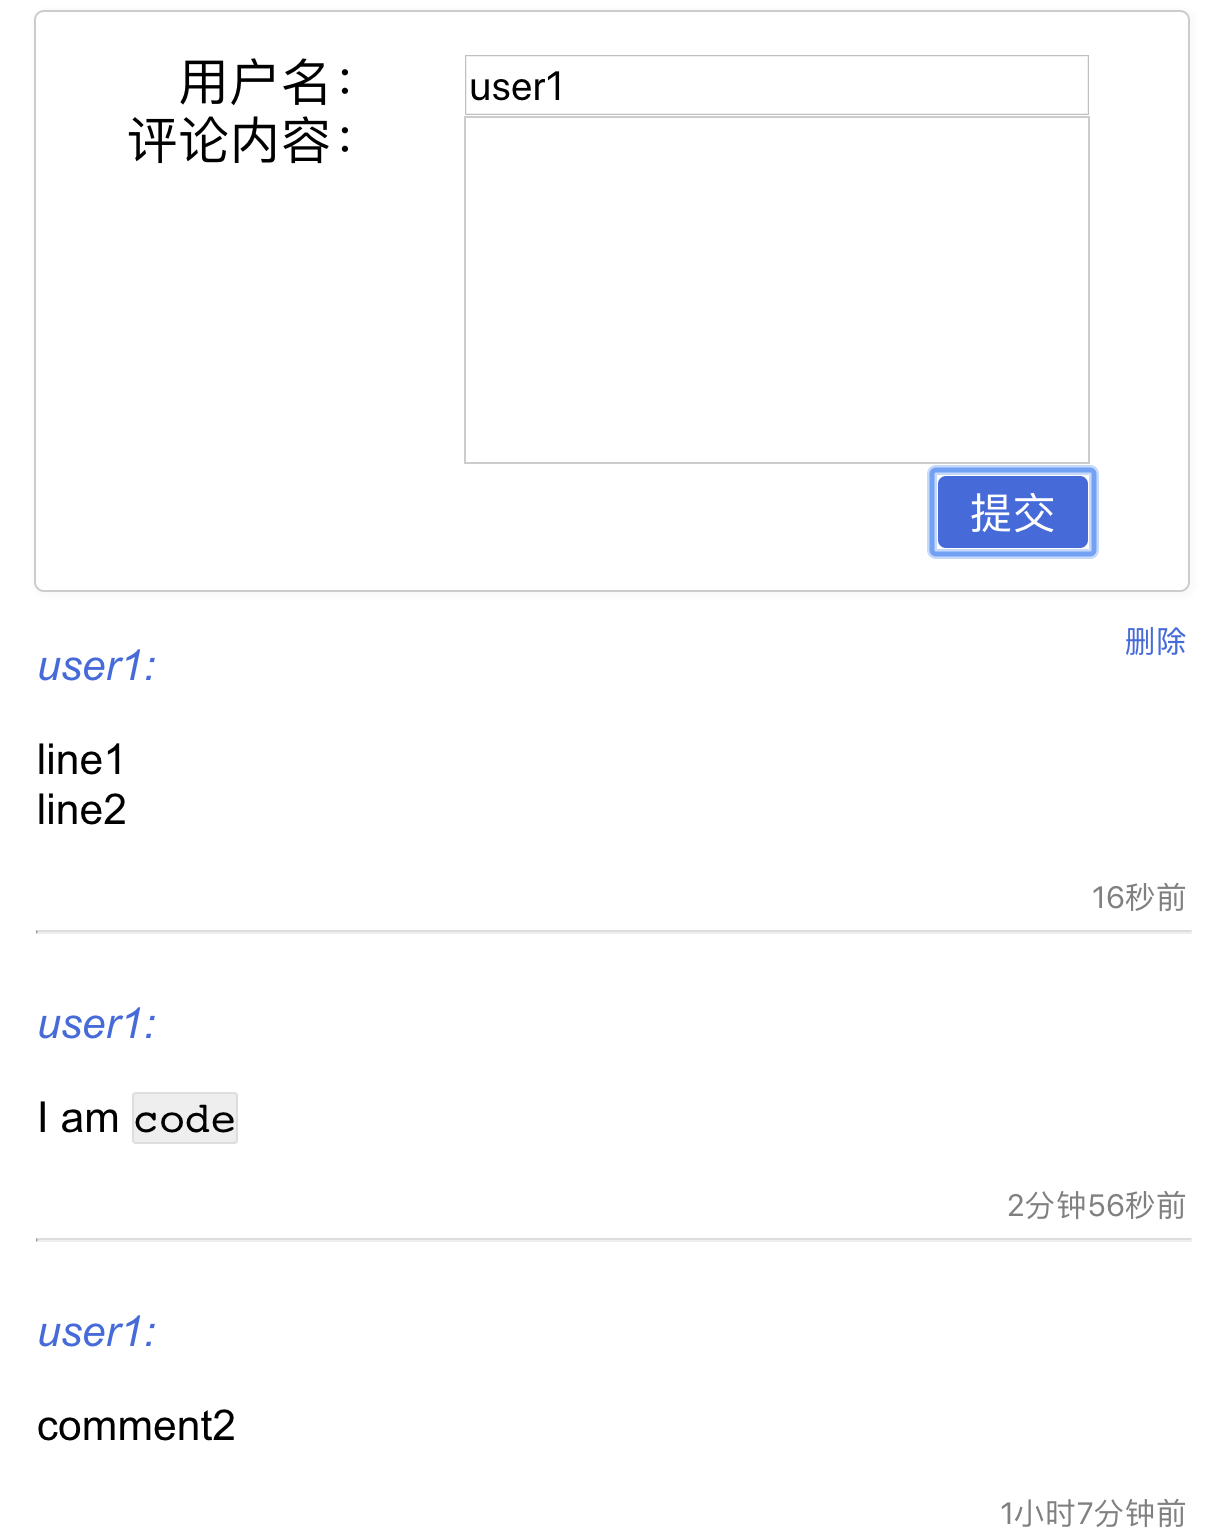 用户名：
user1
评论内容：
提交
删除
user1:
line1
line2
16秒前
user1:
I am code
2分钟56秒前
user1:
comment2
1小时7分钟前